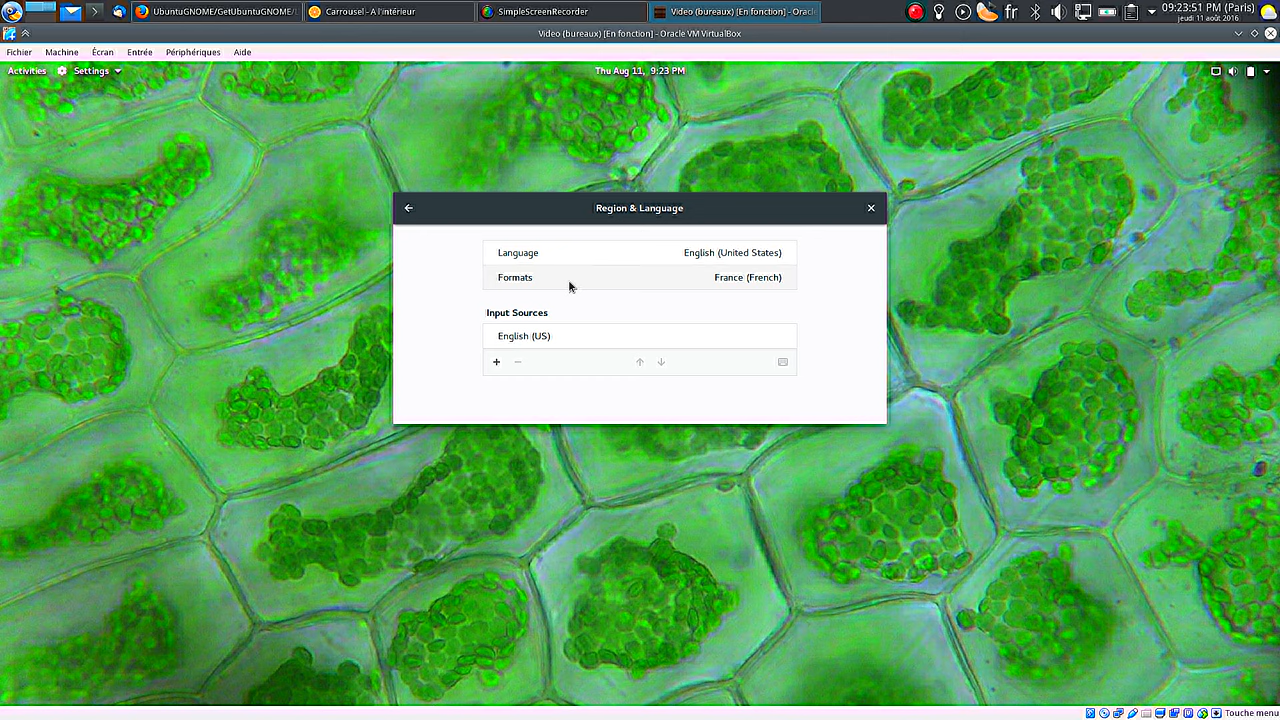 UbuntuGNOME/GetUbuntuGNOME/
Carrousel - À l'intérieur
SimpleScreenRecorder
Video (bureaux) [En fonction] - Orac
fr
09:23:51 PM (Paris)
jeudi 11 août 2016
Video (bureaux) [En fonction] - Oracle VM VirtualBox
Fichier Machine Écran Entrée Périphériques Aide
Activities Settings Thu Aug 11, 9:23 PM
Region & Language
Language English (United States)
Formats France (French)
Input Sources
English (US)
Touche menu